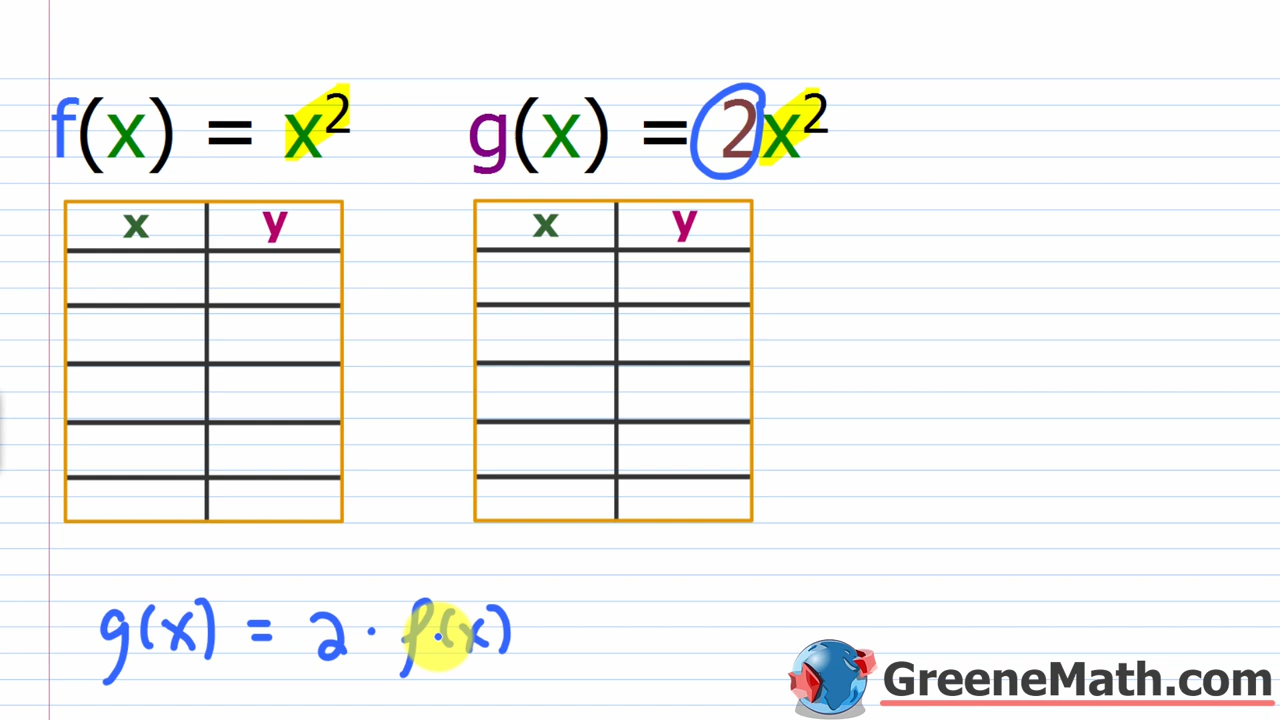 f(x) = x² g(x) = 2x²
x y x y
g(x) = 2 · f(x)
GreeneMath.com